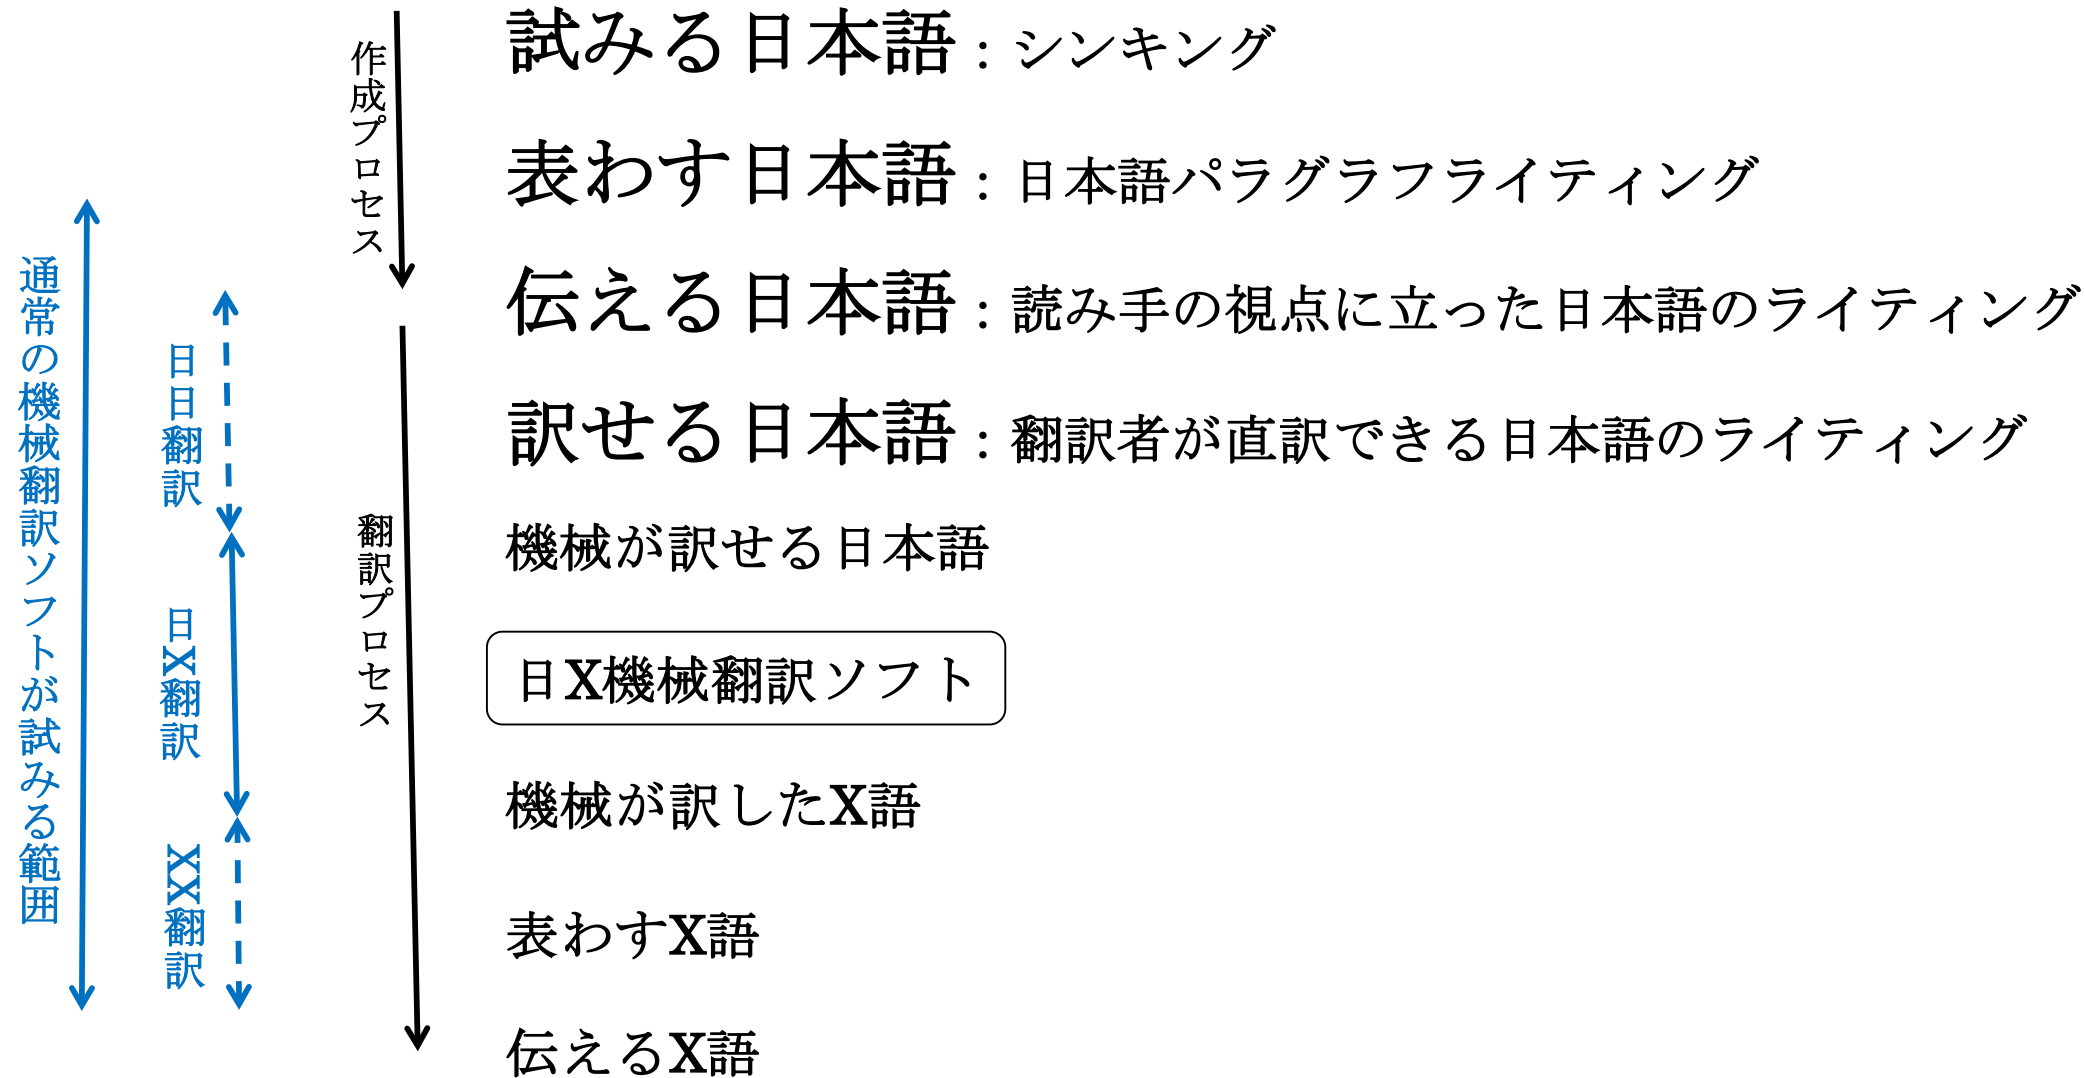 試みる日本語：シンキング
表わす日本語：日本語パラグラフライティング
伝える日本語：読み手の視点に立った日本語のライティング
訳せる日本語：翻訳者が直訳できる日本語のライティング
機械が訳せる日本語
日X機械翻訳ソフト
機械が訳したX語
表わすX語
伝えるX語
作成プロセス
翻訳プロセス
日日翻訳
日X翻訳
XX翻訳
通常の機械翻訳ソフトが試みる範囲